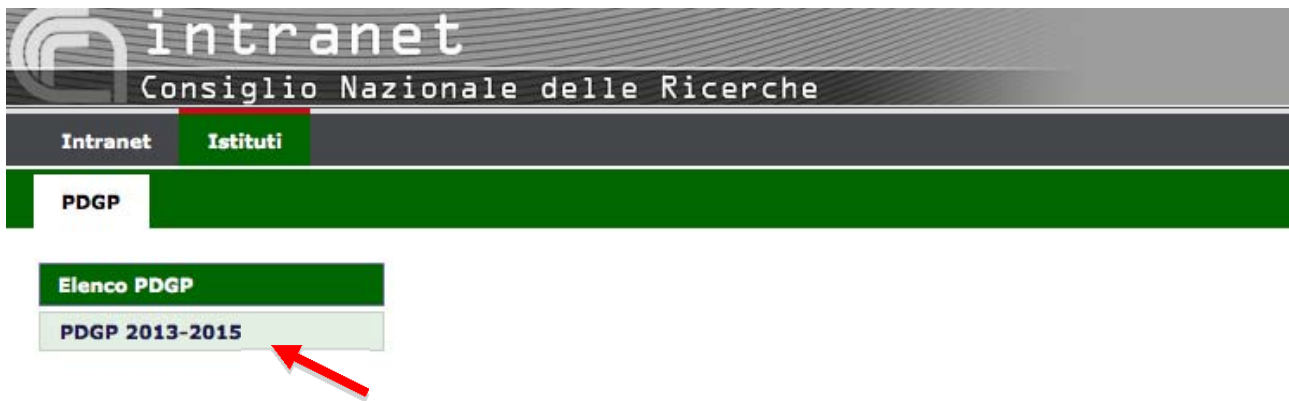 intranet
Consiglio Nazionale delle Ricerche
Intranet Istituti
PDGP
Elenco PDGP
PDGP 2013-2015